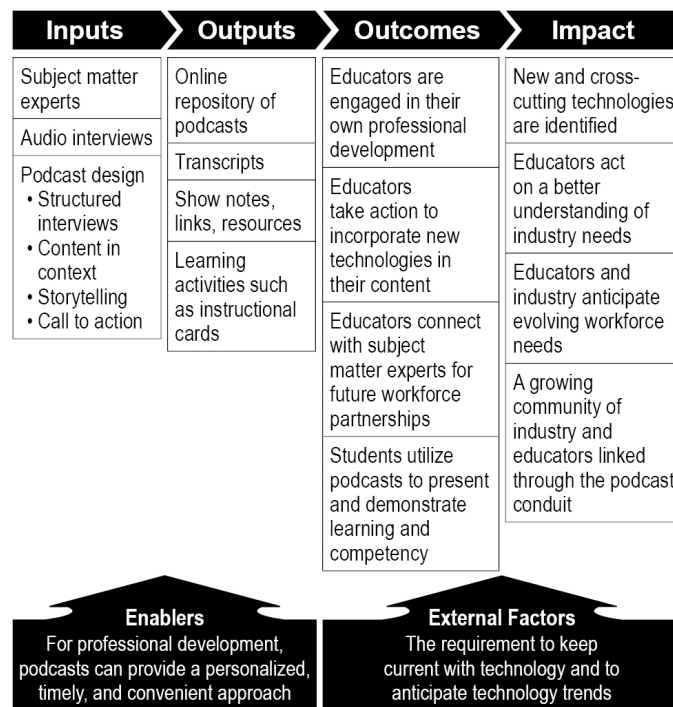 Inputs
Outputs
Outcomes
Impact
Subject matter
experts
Audio interviews
Podcast design
• Structured
interviews
• Content in
context
• Storytelling
• Call to action
Online
repository of
podcasts
Transcripts
Show notes,
links, resources
Learning
activities such
as instructional
cards
Educators are
engaged in their
own professional
development
Educators
take action to
incorporate new
technologies in
their content
Educators connect
with subject
matter experts for
future workforce
partnerships
Students utilize
podcasts to present
and demonstrate
learning and
competency
New and cross-
cutting technologies
are identified
Educators act
on a better
understanding of
industry needs
Educators and
industry anticipate
evolving workforce
needs
A growing
community of
industry and
educators linked
through the podcast
conduit
Enablers
For professional development,
podcasts can provide a personalized,
timely, and convenient approach
External Factors
The requirement to keep
current with technology and to
anticipate technology trends